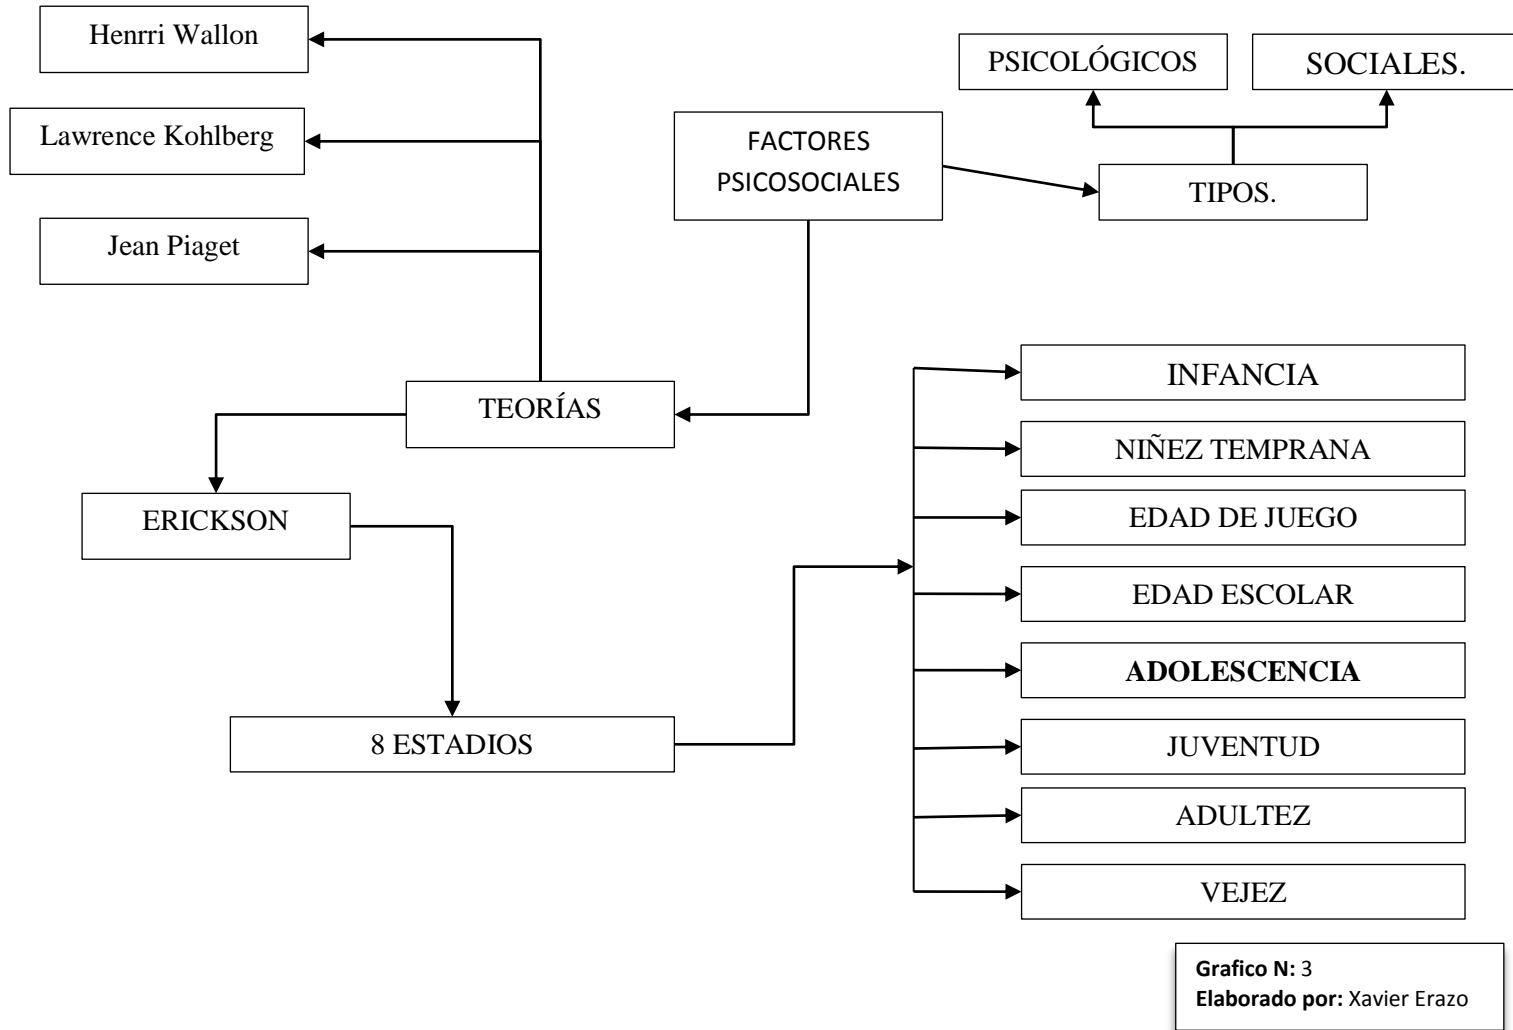 Henrri Wallon
Lawrence Kohlberg
Jean Piaget
FACTORES
PSICOSOCIALES
PSICOLÓGICOS
SOCIALES.
TIPOS.
TEORÍAS
ERICKSON
8 ESTADIOS
INFANCIA
NIÑEZ TEMPRANA
EDAD DE JUEGO
EDAD ESCOLAR
ADOLESCENCIA
JUVENTUD
ADULTEZ
VEJEZ
Grafico N: 3
Elaborado por: Xavier Erazo